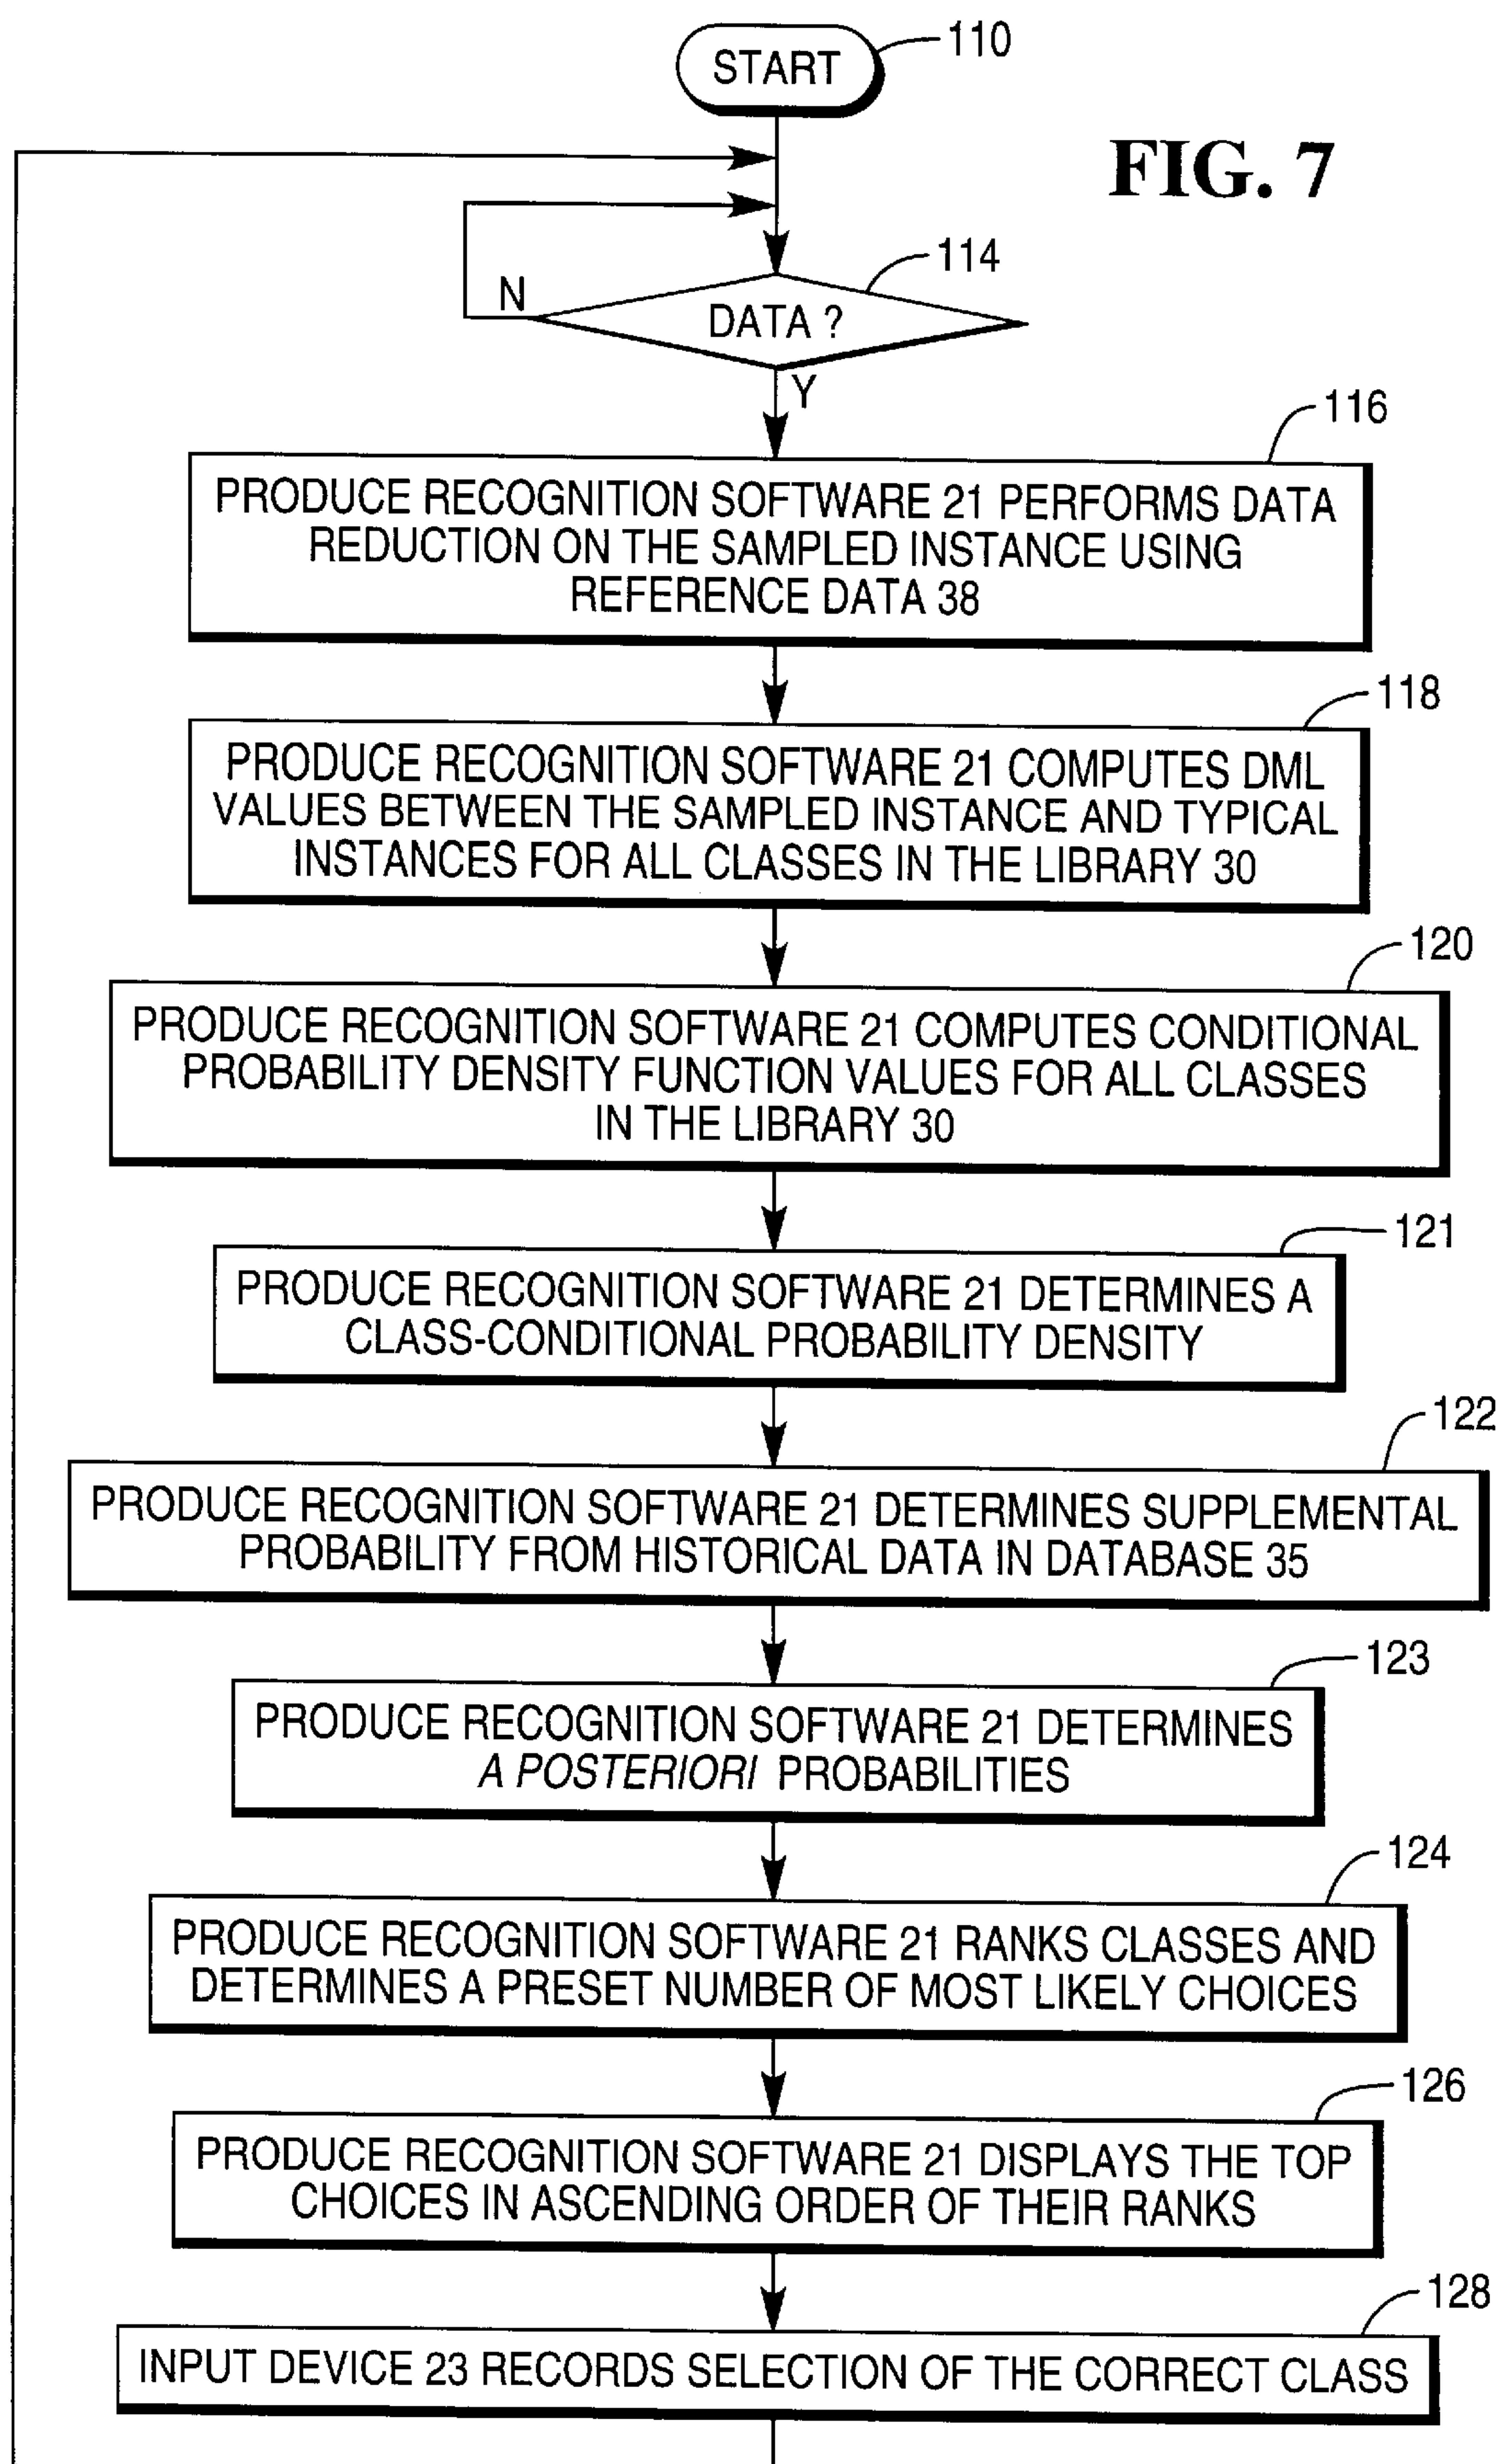 START
110
FIG. 7
114
DATA ?
N
Y
116
PRODUCE RECOGNITION SOFTWARE 21 PERFORMS DATA
REDUCTION ON THE SAMPLED INSTANCE USING
REFERENCE DATA 38
118
PRODUCE RECOGNITION SOFTWARE 21 COMPUTES DML
VALUES BETWEEN THE SAMPLED INSTANCE AND TYPICAL
INSTANCES FOR ALL CLASSES IN THE LIBRARY 30
120
PRODUCE RECOGNITION SOFTWARE 21 COMPUTES CONDITIONAL
PROBABILITY DENSITY FUNCTION VALUES FOR ALL CLASSES
IN THE LIBRARY 30
121
PRODUCE RECOGNITION SOFTWARE 21 DETERMINES A
CLASS-CONDITIONAL PROBABILITY DENSITY
122
PRODUCE RECOGNITION SOFTWARE 21 DETERMINES SUPPLEMENTAL
PROBABILITY FROM HISTORICAL DATA IN DATABASE 35
123
PRODUCE RECOGNITION SOFTWARE 21 DETERMINES
A POSTERIORI PROBABILITIES
124
PRODUCE RECOGNITION SOFTWARE 21 RANKS CLASSES AND
DETERMINES A PRESET NUMBER OF MOST LIKELY CHOICES
126
PRODUCE RECOGNITION SOFTWARE 21 DISPLAYS THE TOP
CHOICES IN ASCENDING ORDER OF THEIR RANKS
128
INPUT DEVICE 23 RECORDS SELECTION OF THE CORRECT CLASS